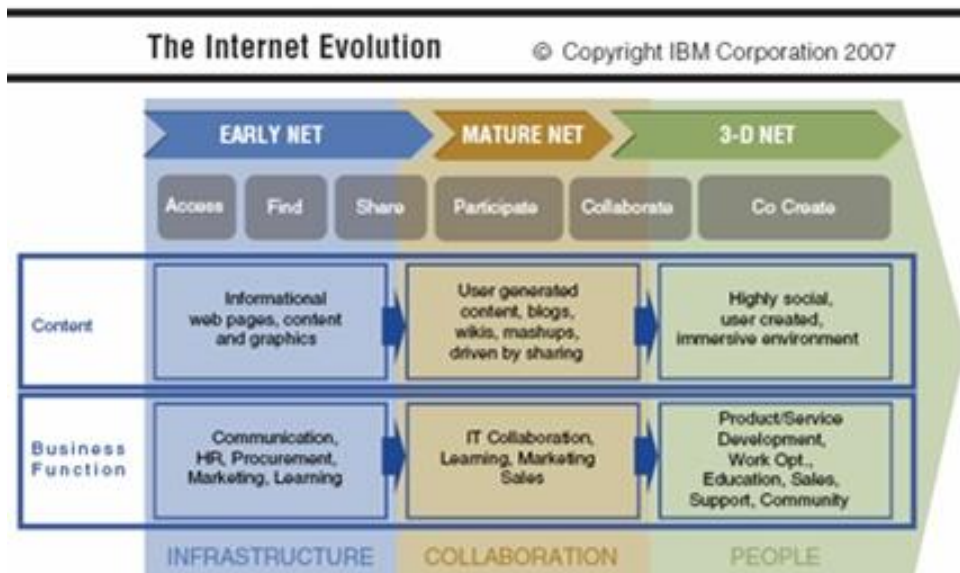 The Internet Evolution © Copyright IBM Corporation 2007
EARLY NET MATURE NET 3-D NET
Access Find Share Participate Collaborate Co Create
Content
Informational
web pages, content
and graphics
User generated
content, blogs,
wikis, mashups,
driven by sharing
Highly social,
user created,
immersive environment
Business
Function
Communication,
HR, Procurement,
Marketing, Learning
IT Collaboration,
Learning, Marketing
Sales
Product/Service
Development,
Work Opt.,
Education, Sales,
Support, Community
INFRASTRUCTURE COLLABORATION PEOPLE